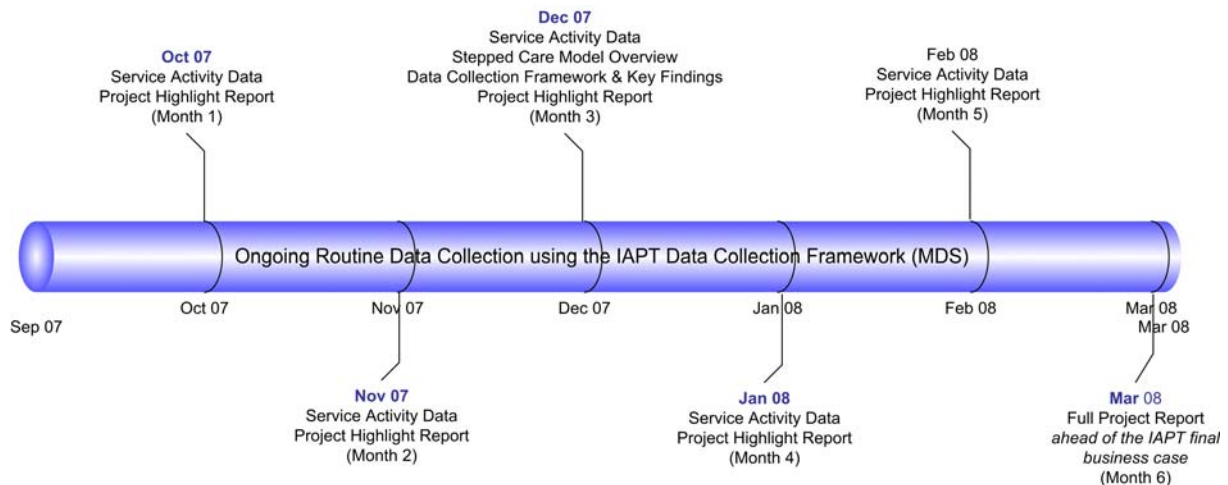 Oct 07
Service Activity Data
Project Highlight Report
(Month 1)
Dec 07
Service Activity Data
Stepped Care Model Overview
Data Collection Framework & Key Findings
Project Highlight Report
(Month 3)
Feb 08
Service Activity Data
Project Highlight Report
(Month 5)
Ongoing Routine Data Collection using the IAPT Data Collection Framework (MDS)
Sep 07
Oct 07
Nov 07
Dec 07
Jan 08
Feb 08
Mar 08
Mar 08
Nov 07
Service Activity Data
Project Highlight Report
(Month 2)
Jan 08
Service Activity Data
Project Highlight Report
(Month 4)
Mar 08
Full Project Report
ahead of the IAPT final
business case
(Month 6)